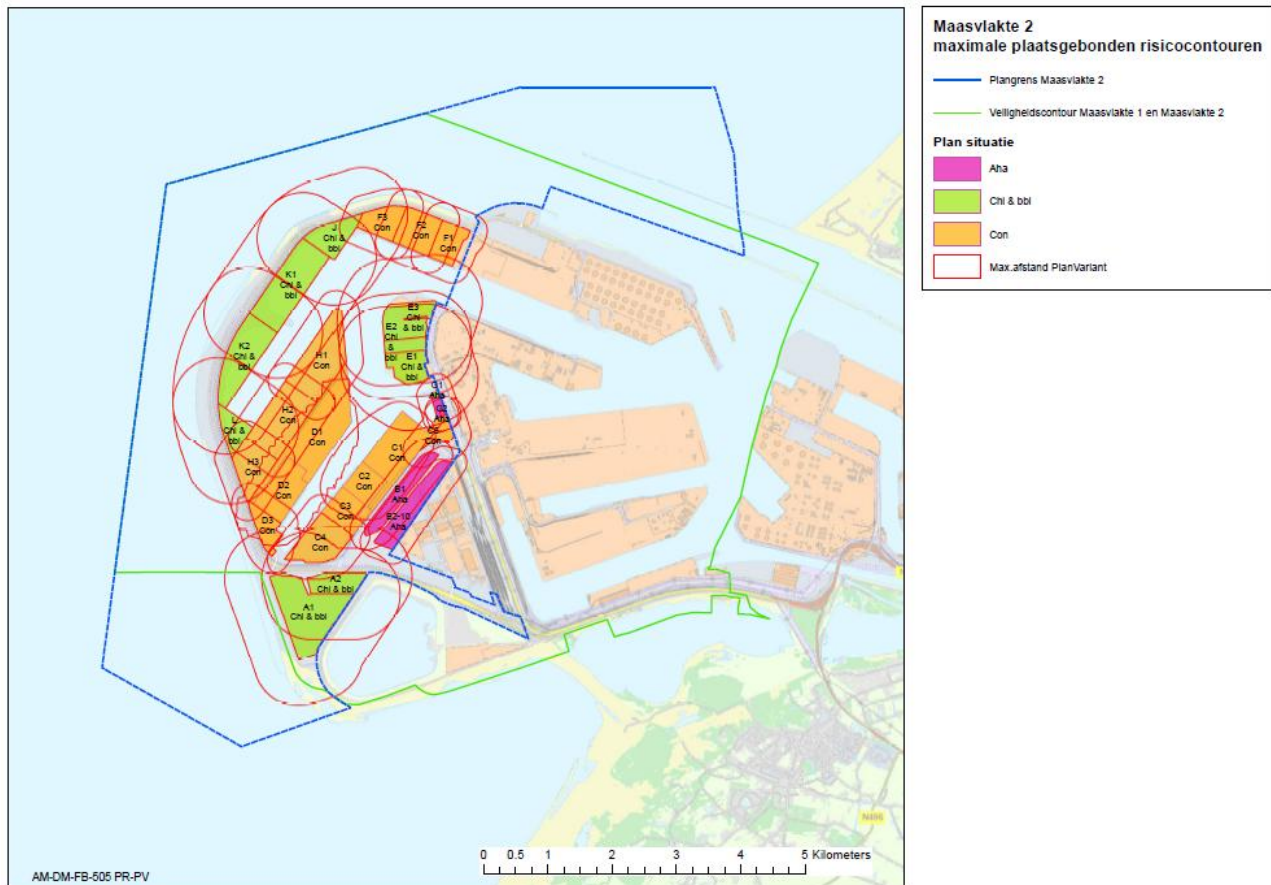 Maasvlakte 2
maximale plaatsgebonden risicocontouren
Plangrens Maasvlakte 2
Veiligheidscontour Maasvlakte 1 en Maasvlakte 2
Plan situatie
Aha
Chi & bbi
Con
Max.afstand PlanVariant
F3
Con
F2
Con
F1
Con
J
Chi &
bbi
K1
Chi &
bbi
E3
Chi
& bbi
E2
Chi
&
bbi
E1
Chi &
bbi
K2
Chi &
bbi
H1
Con
G1
Aha
G2
Aha
H2
Con
L
Chi &
bbi
D1
Con
Con
C1
Con
H3
Con
C2
Con
D2
Con
B1
Aha
C3
Con
B2-10
Aha
D3
Con
C4
Con
A2
Chi & bbi
A1
Chi & bbi
N496
0 0.5 1 2 3 4 5 Kilometers
AM-DM-FB-505 PR-PV